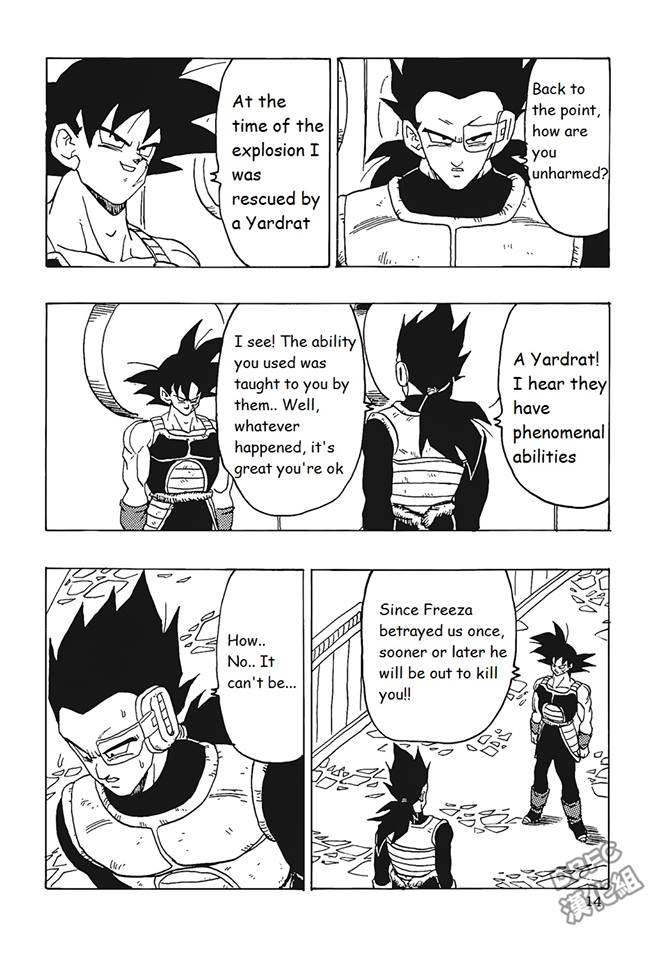 Back to
the point,
how are
you
unharmed?
At the
time of the
explosion I
was
rescued by
a Yardrat
A Yardrat!
I hear they
have
phenomenal
abilities
I see! The ability
you used was
taught to you by
them.. Well,
whatever
happened, it's
great you're ok
Since Freeza
betrayed us once,
sooner or later he
will be out to kill
you!!
How..
No.. It
can't be...
14
漢化組